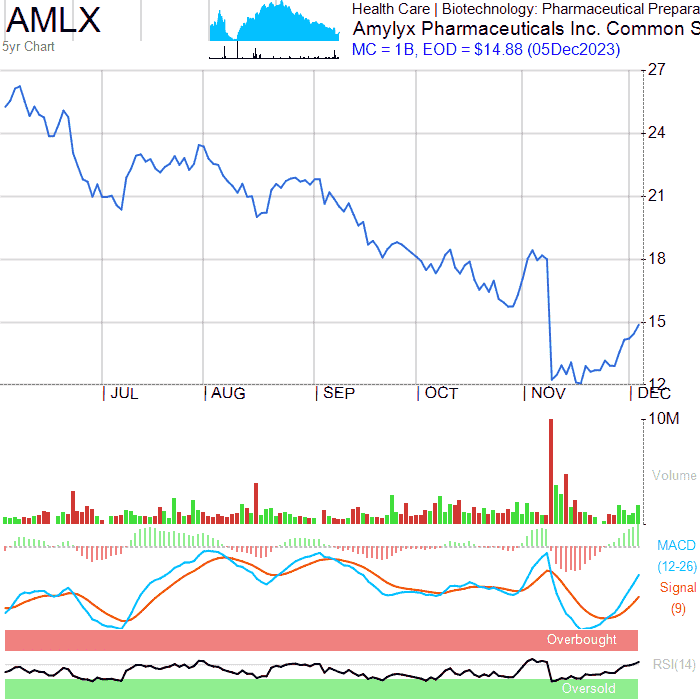 AMLX
5yr Chart
Health Care | Biotechnology: Pharmaceutical Prepara
Amylyx Pharmaceuticals Inc. Common S
MC = 1B, EOD = $14.88 (05Dec2023)
27
24
21
18
15
12
JUL AUG SEP OCT NOV DEC
10M
Volume
MACD
(12-26)
Signal
(9)
Overbought
RSI(14)
Oversold